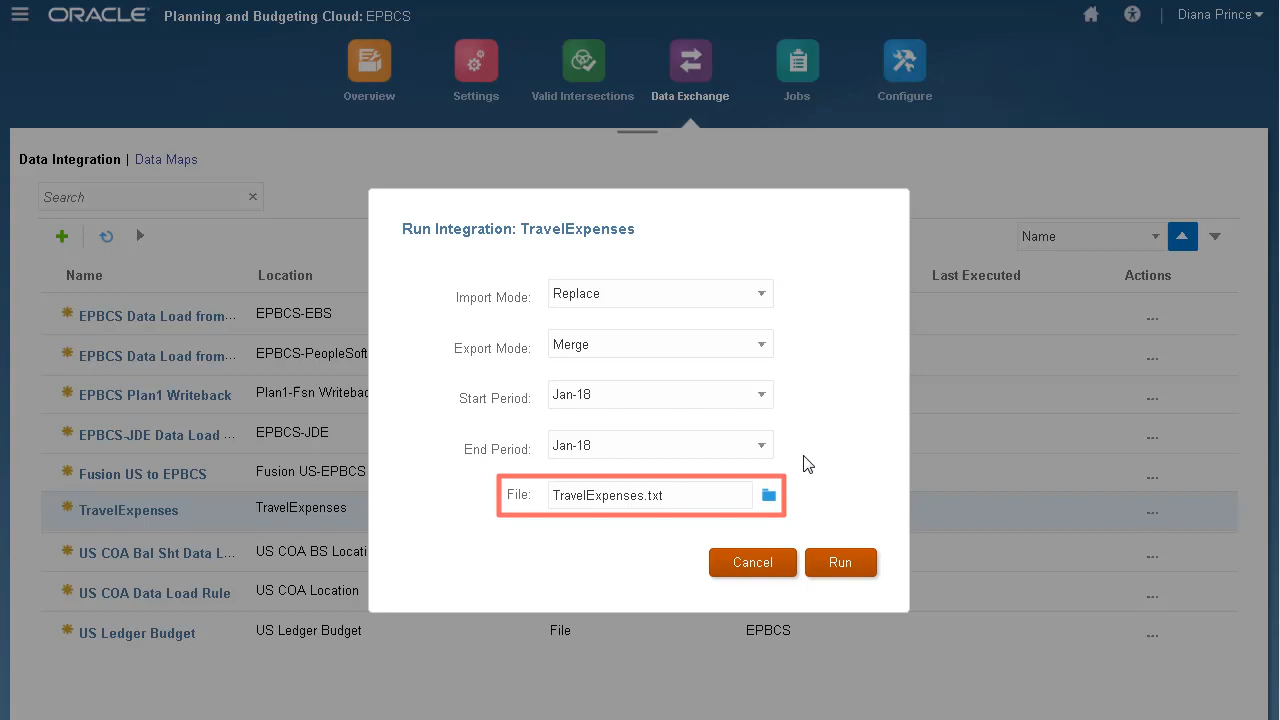 ORACLE Planning and Budgeting Cloud: EPBCS Diana Prince
Overview Settings Valid Intersections Data Exchange Jobs Configure
Data Integration | Data Maps
Search
Name
Name Location Last Executed Actions
EPBCS Data Load from... EPBCS-EBS ...
EPBCS Data Load from... EPBCS-PeopleSoft ...
EPBCS Plan1 Writeback Plan1-Fsn Writebac ...
EPBCS-JDE Data Load ... EPBCS-JDE ...
Fusion US to EPBCS Fusion US-EPBCS ...
TravelExpenses TravelExpenses ...
US COA Bal Sht Data L... US COA BS Locati ...
US COA Data Load Rule US COA Location ...
US Ledger Budget US Ledger Budget File EPBCS ...
Run Integration: TravelExpenses
Import Mode: Replace
Export Mode: Merge
Start Period: Jan-18
End Period: Jan-18
File: TravelExpenses.txt
Cancel Run